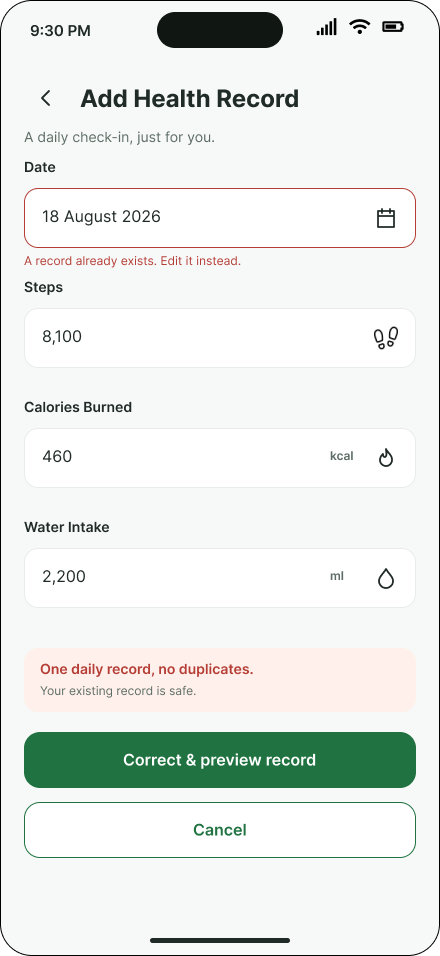 9:30 PM
Add Health Record
A daily check-in, just for you.
Date
18 August 2026
A record already exists. Edit it instead.
Steps
8,100
Calories Burned
460 kcal
Water Intake
2,200 ml
One daily record, no duplicates.
Your existing record is safe.
Correct & preview record
Cancel